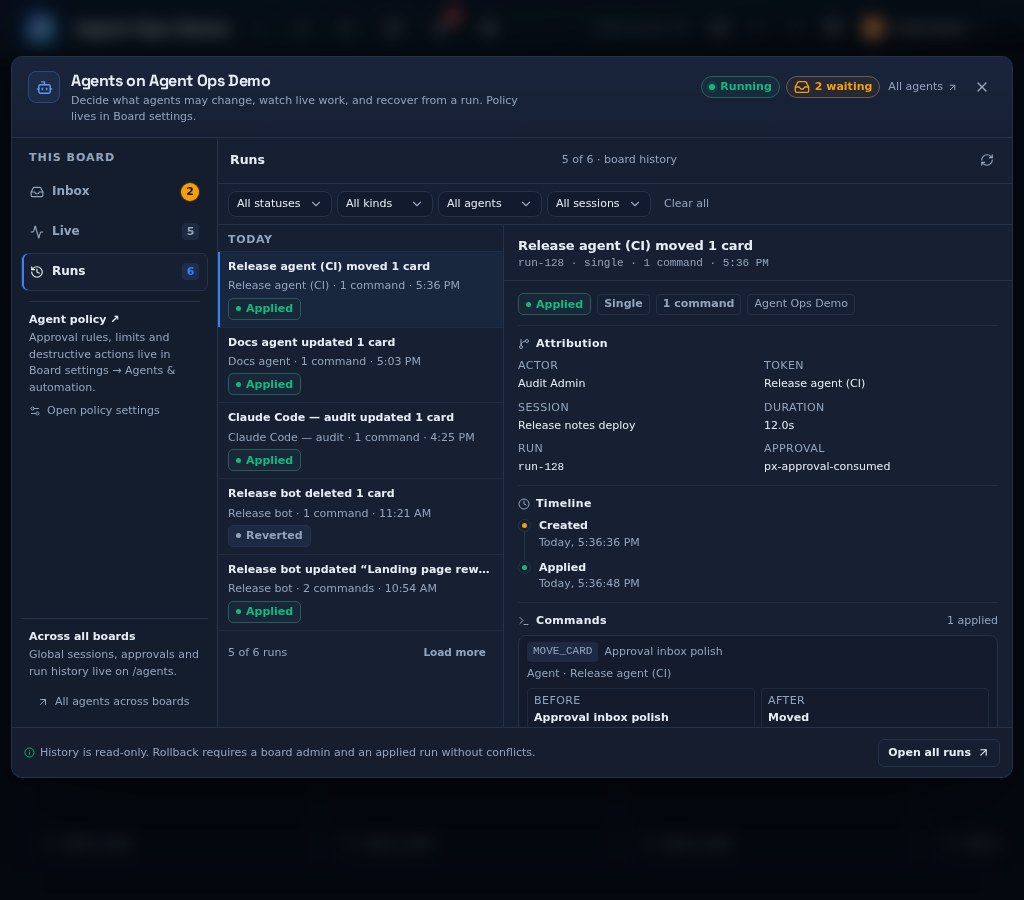 Agents on Agent Ops Demo
Decide what agents may change, watch live work, and recover from a run. Policy
lives in Board settings.
Running
2 waiting
All agents ↗
THIS BOARD
Inbox
2
Live
5
Runs
6
Agent policy ↗
Approval rules, limits and
destructive actions live in
Board settings → Agents &
automation.
Open policy settings
Across all boards
Global sessions, approvals and
run history live on /agents.
All agents across boards
Runs
5 of 6 · board history
All statuses
All kinds
All agents
All sessions
Clear all
TODAY
Release agent (CI) moved 1 card
Release agent (CI) · 1 command · 5:36 PM
Applied
Docs agent updated 1 card
Docs agent · 1 command · 5:03 PM
Applied
Claude Code — audit updated 1 card
Claude Code — audit · 1 command · 4:25 PM
Applied
Release bot deleted 1 card
Release bot · 1 command · 11:21 AM
Reverted
Release bot updated “Landing page rew…
Release bot · 2 commands · 10:54 AM
Applied
5 of 6 runs
Load more
Release agent (CI) moved 1 card
run-128 · single · 1 command · 5:36 PM
Applied
Single
1 command
Agent Ops Demo
Attribution
ACTOR
Audit Admin
TOKEN
Release agent (CI)
SESSION
Release notes deploy
DURATION
12.0s
RUN
run-128
APPROVAL
px-approval-consumed
Timeline
Created
Today, 5:36:36 PM
Applied
Today, 5:36:48 PM
Commands
1 applied
MOVE_CARD
Approval inbox polish
Agent · Release agent (CI)
BEFORE
Approval inbox polish
AFTER
Moved
History is read-only. Rollback requires a board admin and an applied run without conflicts.
Open all runs ↗